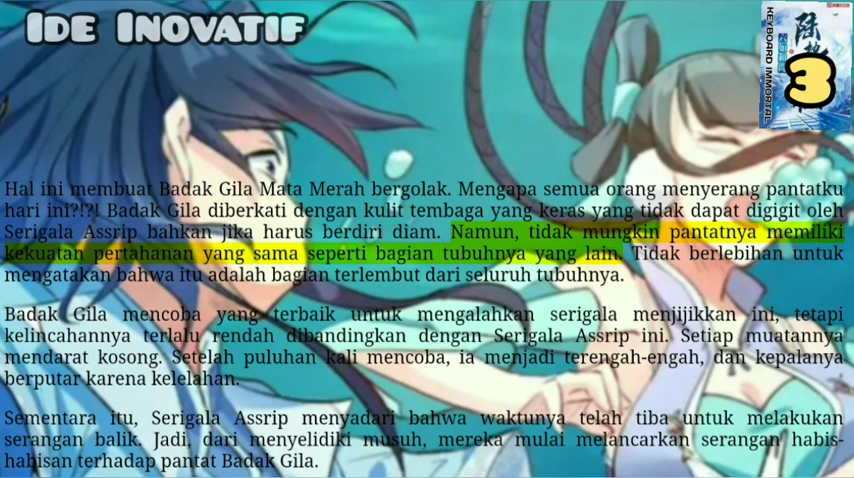 Ide Inovatif
KEYBOARD IMMORTAL
3
Hal ini membuat Badak Gila Mata Merah bergolak. Mengapa semua orang menyerang pantatku
hari ini?!?! Badak Gila diberkati dengan kulit tembaga yang keras yang tidak dapat digigit oleh
Serigala Assrip bahkan jika harus berdiri diam. Namun, tidak mungkin pantatnya memiliki
kekuatan pertahanan yang sama seperti bagian tubuhnya yang lain. Tidak berlebihan untuk
mengatakan bahwa itu adalah bagian terlembut dari seluruh tubuhnya.
Badak Gila mencoba yang terbaik untuk mengalahkan serigala menjijikkan ini, tetapi
kelincahannya terlalu rendah dibandingkan dengan Serigala Assrip ini. Setiap muatannya
mendarat kosong. Setelah puluhan kali mencoba, ia menjadi terengah-engah, dan kepalanya
berputar karena kelelahan.
Sementara itu, Serigala Assrip menyadari bahwa waktunya telah tiba untuk melakukan
serangan balik. Jadi, dari menyelidiki musuh, mereka mulai melancarkan serangan habis-
habisan terhadap pantat Badak Gila.